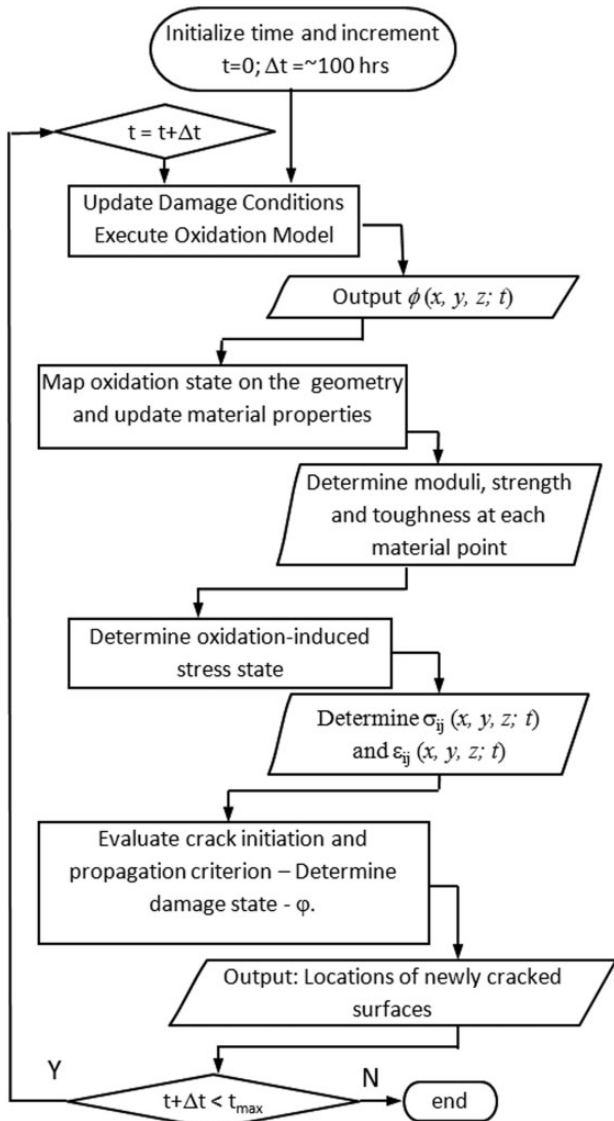 Initialize time and increment
t=0; Δt =~100 hrs
t = t+Δt
Update Damage Conditions
Execute Oxidation Model
Output ϕ (x, y, z; t)
Map oxidation state on the geometry
and update material properties
Determine moduli, strength
and toughness at each
material point
Determine oxidation-induced
stress state
Determine σij (x, y, z; t)
and εij (x, y, z; t)
Evaluate crack initiation and
propagation criterion – Determine
damage state - φ.
Output: Locations of newly cracked
surfaces
Y
N
t+Δt < tmax
end